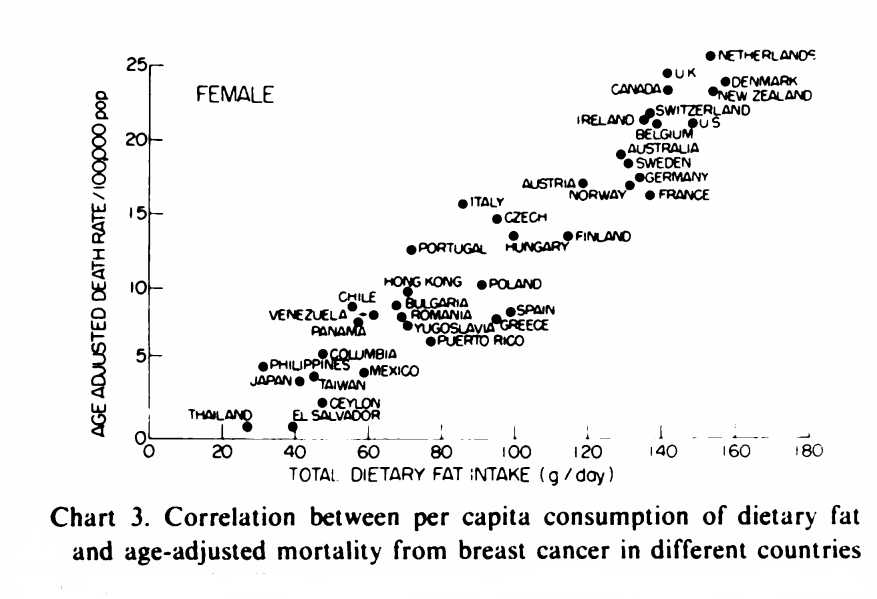 NETHERLANDS
25
UK
DENMARK
CANADA
NEW ZEALAND
FEMALE
SWITZERLAND
IRELAND
US
BELGIUM
20
AUSTRALIA
SWEDEN
GERMANY
AUSTRIA
NORWAY
FRANCE
ITALY
15
CZECH
FINLAND
PORTUGAL
HUNGARY
HONG KONG
POLAND
10
CHILE
BULGARIA
SPAIN
VENEZUELA
ROMANIA
GREECE
PANAMA
YUGOSLAVIA
PUERTO RICO
5
COLUMBIA
PHILIPPINES
MEXICO
JAPAN
TAIWAN
CEYLON
THAILAND
EL SALVADOR
0
AGE ADJUSTED DEATH RATE/100,000 pop
0 20 40 60 80 100 120 140 160 180
TOTAL DIETARY FAT INTAKE (g/day)
Chart 3. Correlation between per capita consumption of dietary fat
and age-adjusted mortality from breast cancer in different countries